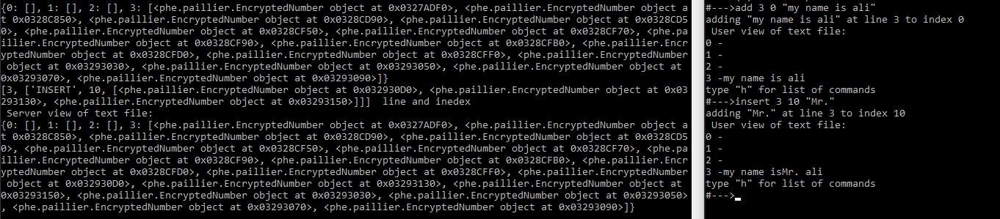 {0: [], 1: [], 2: [], 3: [<phe.paillier.EncryptedNumber object at 0x0327ADF0>, <phe.paillier.EncryptedNumber object a
t 0x0328C850>, <phe.paillier.EncryptedNumber object at 0x0328CD90>, <phe.paillier.EncryptedNumber object at 0x0328CD5
0>, <phe.paillier.EncryptedNumber object at 0x0328CF50>, <phe.paillier.EncryptedNumber object at 0x0328CF70>, <phe.pa
illier.EncryptedNumber object at 0x0328CF90>, <phe.paillier.EncryptedNumber object at 0x0328CFB0>, <phe.paillier.Encr
yptedNumber object at 0x0328CFD0>, <phe.paillier.EncryptedNumber object at 0x0328CFF0>, <phe.paillier.EncryptedNumber
 object at 0x03293030>, <phe.paillier.EncryptedNumber object at 0x03293050>, <phe.paillier.EncryptedNumber object at
0x03293070>, <phe.paillier.EncryptedNumber object at 0x03293090>]}
[3, ['INSERT', 10, [<phe.paillier.EncryptedNumber object at 0x032930D0>, <phe.paillier.EncryptedNumber object at 0x03
293130>, <phe.paillier.EncryptedNumber object at 0x03293150>]]]  line and inedex
 Server view of text file:
{0: [], 1: [], 2: [], 3: [<phe.paillier.EncryptedNumber object at 0x0327ADF0>, <phe.paillier.EncryptedNumber object a
t 0x0328C850>, <phe.paillier.EncryptedNumber object at 0x0328CD90>, <phe.paillier.EncryptedNumber object at 0x0328CD5
0>, <phe.paillier.EncryptedNumber object at 0x0328CF50>, <phe.paillier.EncryptedNumber object at 0x0328CF70>, <phe.pa
illier.EncryptedNumber object at 0x0328CF90>, <phe.paillier.EncryptedNumber object at 0x0328CFB0>, <phe.paillier.Encr
yptedNumber object at 0x0328CFD0>, <phe.paillier.EncryptedNumber object at 0x0328CFF0>, <phe.paillier.EncryptedNumber
 object at 0x032930D0>, <phe.paillier.EncryptedNumber object at 0x03293130>, <phe.paillier.EncryptedNumber object at
0x03293150>, <phe.paillier.EncryptedNumber object at 0x03293030>, <phe.paillier.EncryptedNumber object at 0x03293050>
, <phe.paillier.EncryptedNumber object at 0x03293070>, <phe.paillier.EncryptedNumber object at 0x03293090>]}
#--->add 3 0 "my name is ali"
adding "my name is ali" at line 3 to index 0
 User view of text file:
0 -
1 -
2 -
3 -my name is ali
type "h" for list of commands
#--->insert 3 10 "Mr."
adding "Mr." at line 3 to index 10
 User view of text file:
0 -
1 -
2 -
3 -my name isMr. ali
type "h" for list of commands
#--->